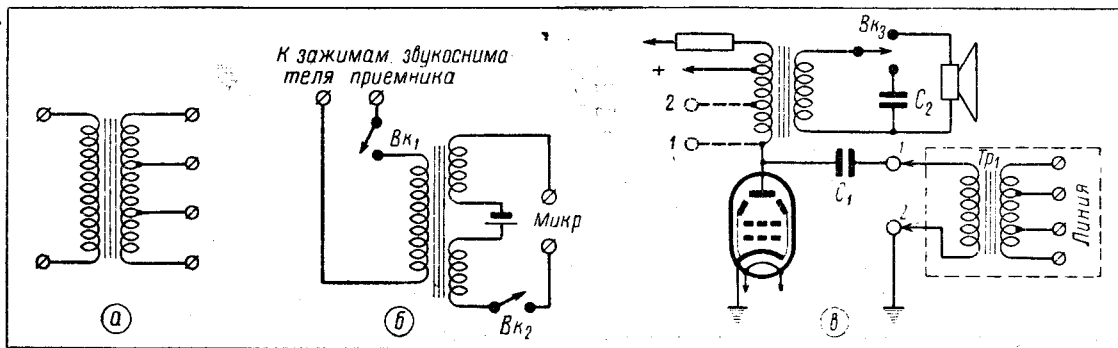 К зажимам звукоснима
теля приемника
Вк₁
Микр
Вк₂
а
б
Вк₃
+
2
1
C₂
C₁
1
2
Тр₁
Линия
в